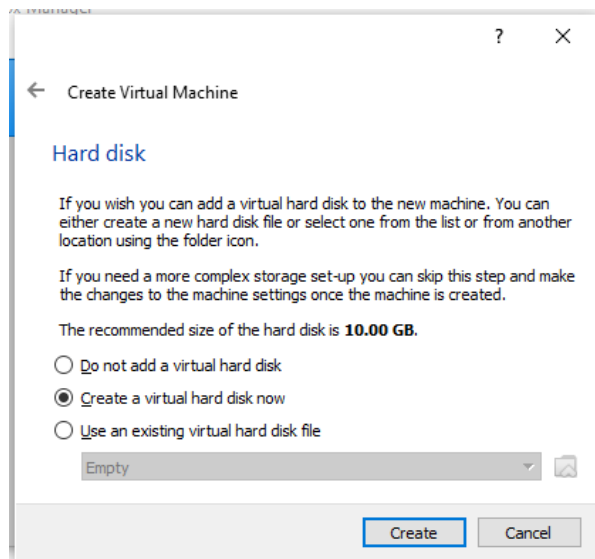 ?
Create Virtual Machine
Hard disk
If you wish you can add a virtual hard disk to the new machine. You can
either create a new hard disk file or select one from the list or from another
location using the folder icon.
If you need a more complex storage set-up you can skip this step and make
the changes to the machine settings once the machine is created.
The recommended size of the hard disk is 10.00 GB.
Do not add a virtual hard disk
Create a virtual hard disk now
Use an existing virtual hard disk file
Empty
Create Cancel